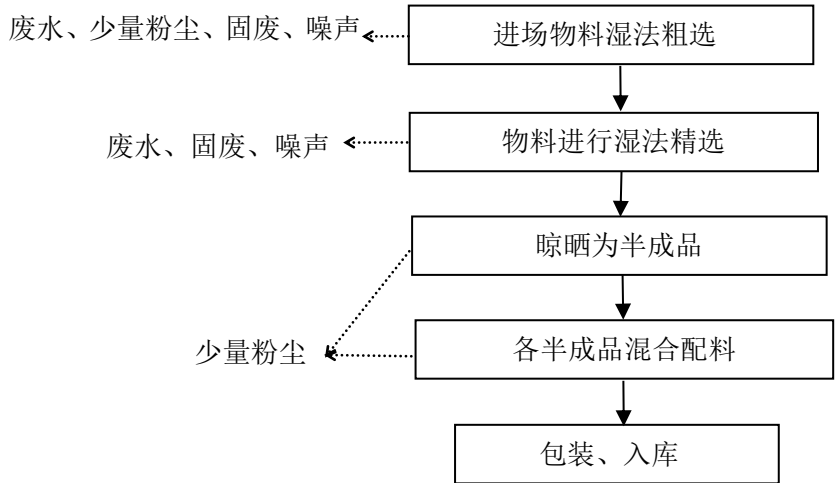 废水、少量粉尘、固废、噪声
进场物料湿法粗选
废水、固废、噪声
物料进行湿法精选
晾晒为半成品
少量粉尘
各半成品混合配料
包装、入库